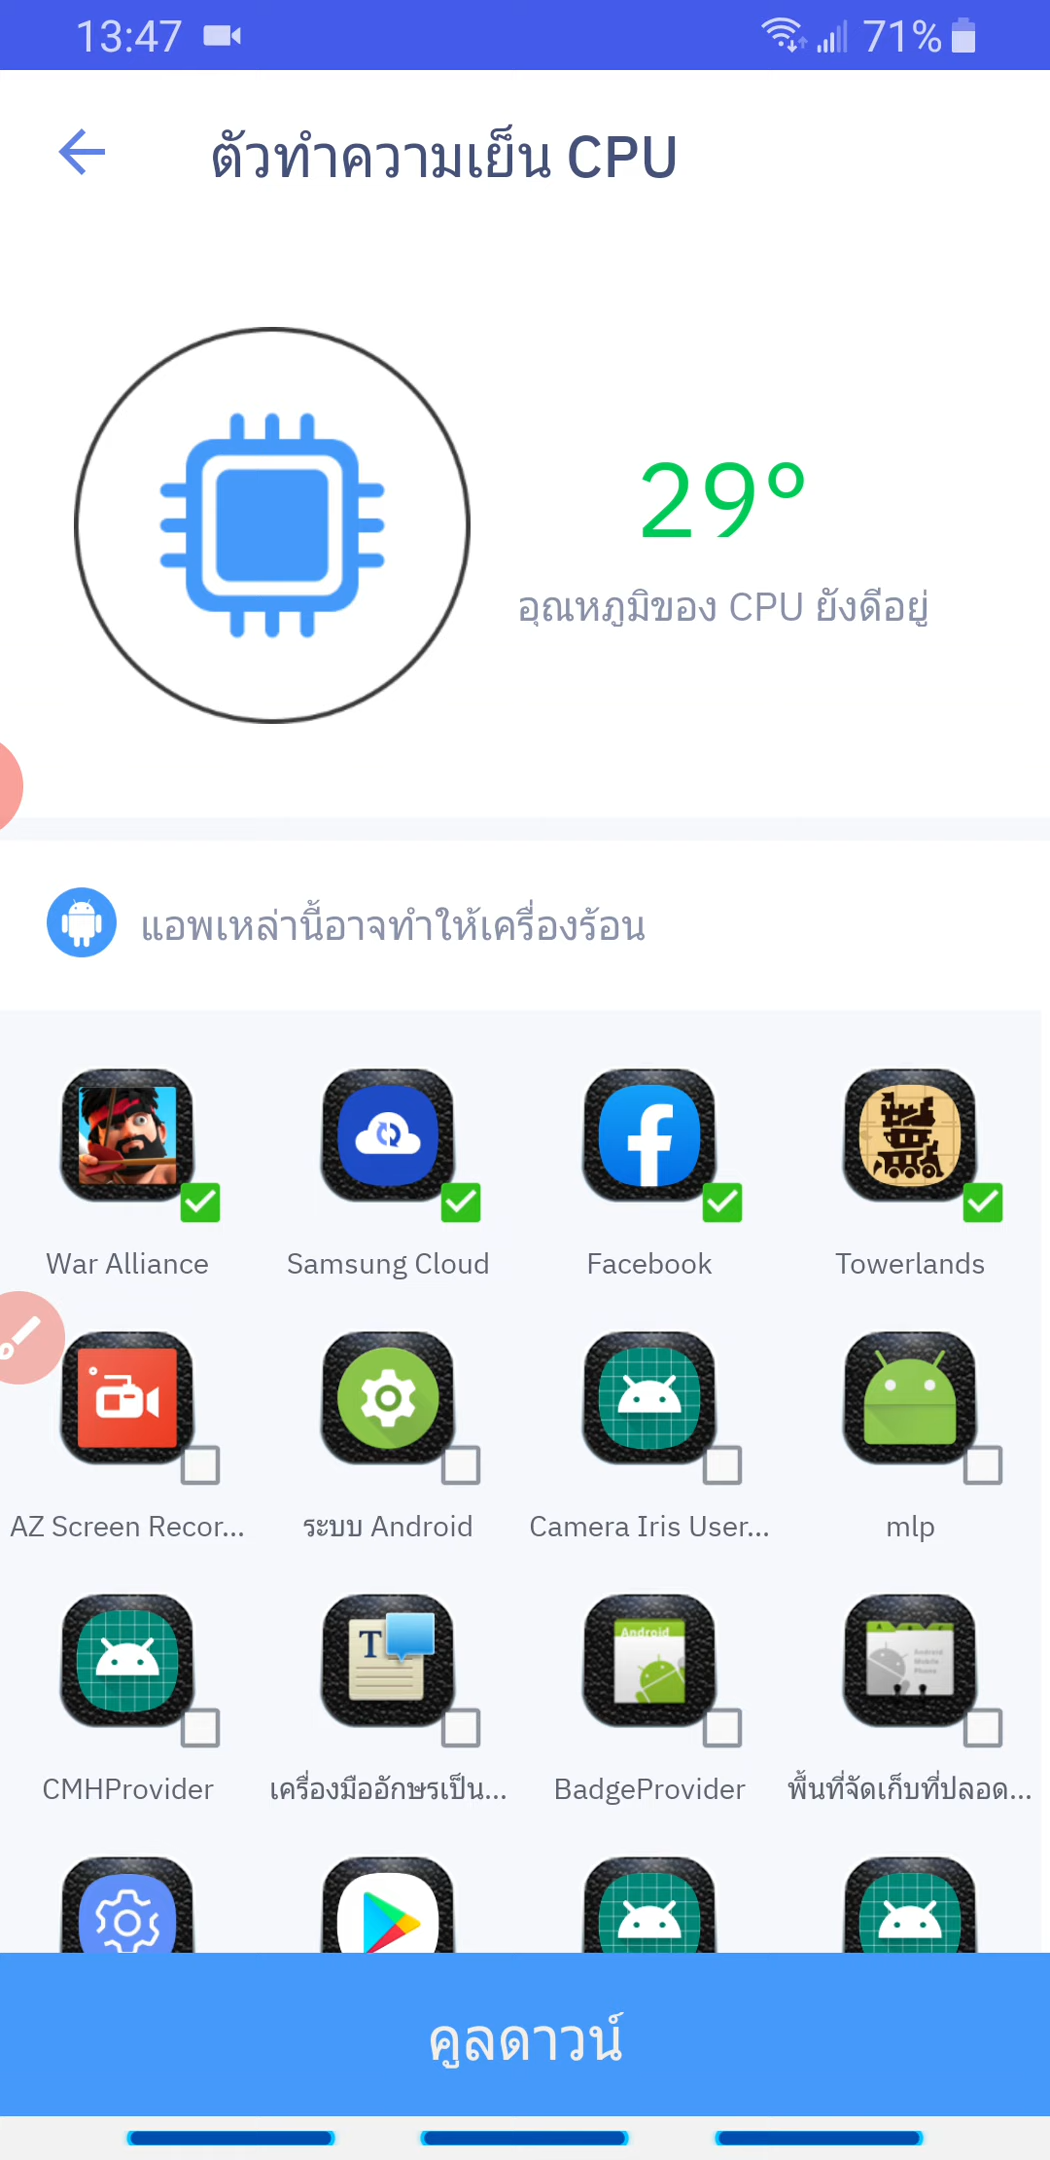 13:47 71%
ตัวทำความเย็น CPU
29°
อุณหภูมิของ CPU ยังดีอยู่
แอพเหล่านี้อาจทำให้เครื่องร้อน
War Alliance Samsung Cloud Facebook Towerlands
AZ Screen Recor... ระบบ Android Camera Iris User... mlp
T Android Android Mobile Phone
CMHProvider เครื่องมืออักษรเป็น... BadgeProvider พื้นที่จัดเก็บที่ปลอด...
คูลดาวน์